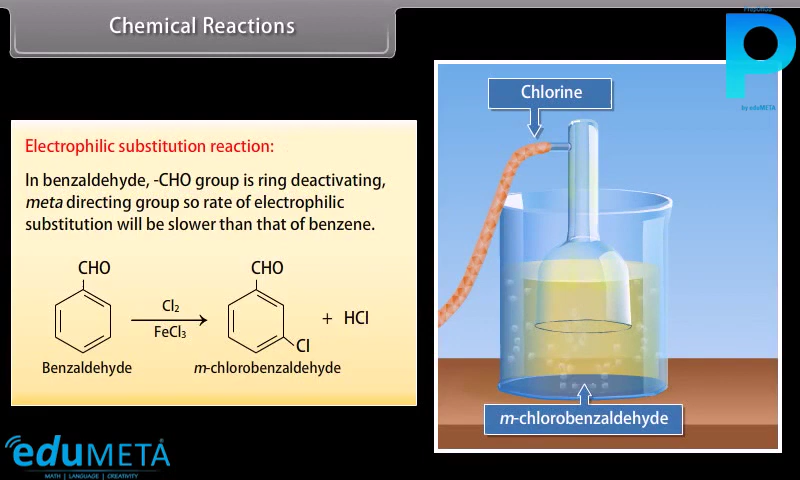 Chemical Reactions
P
by eduMETA
Chlorine
Electrophilic substitution reaction:
In benzaldehyde, -CHO group is ring deactivating,
meta directing group so rate of electrophilic
substitution will be slower than that of benzene.
CHO
CHO
Cl₂
FeCl₃
+ HCl
Cl
Benzaldehyde
m-chlorobenzaldehyde
m-chlorobenzaldehyde
eduMETA
MATH | LANGUAGE | CREATIVITY